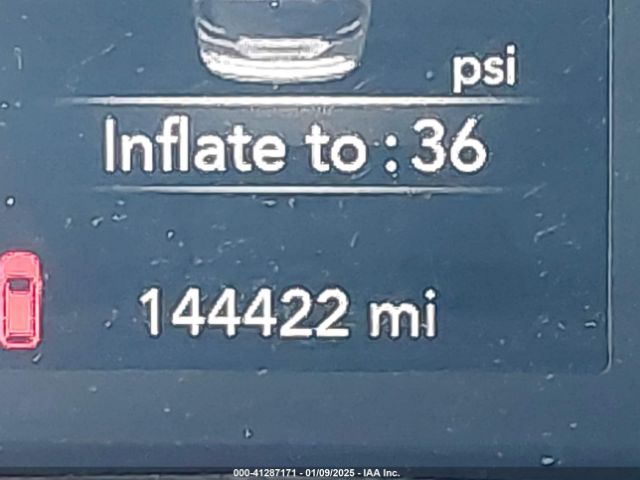 psi
Inflate to : 36
144422 mi
000-41287171 - 01/09/2025 - IAA Inc.